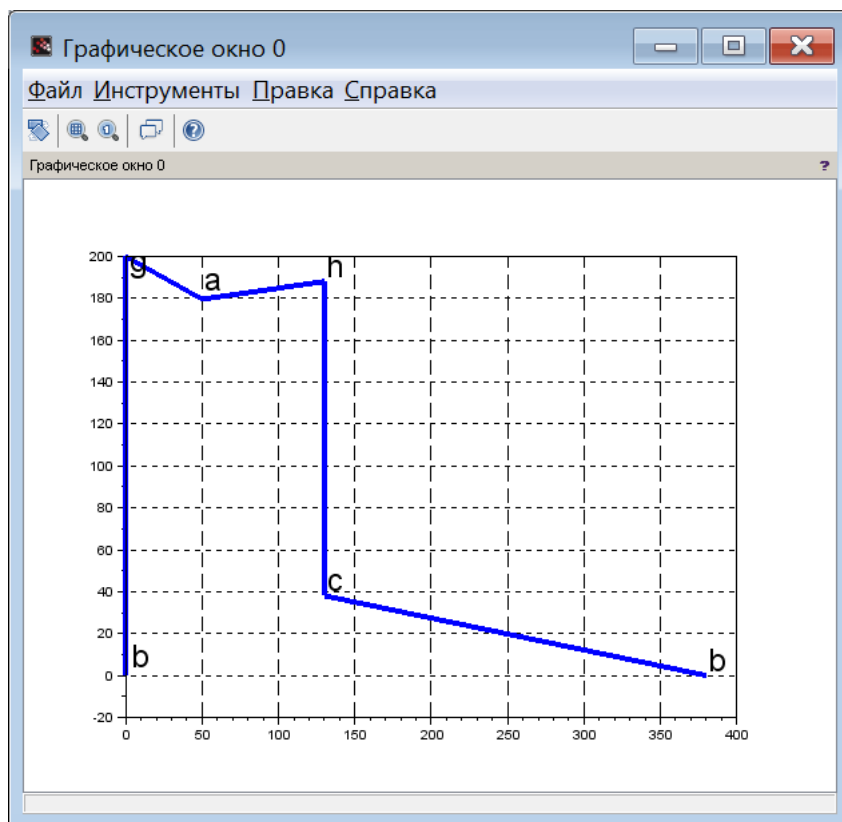 Графическое окно 0
Файл Инструменты Правка Справка
Графическое окно 0 ?
200
180
160
140
120
100
80
60
40
20
0
-20
0 50 100 150 200 250 300 350 400
g
a
h
c
b
b